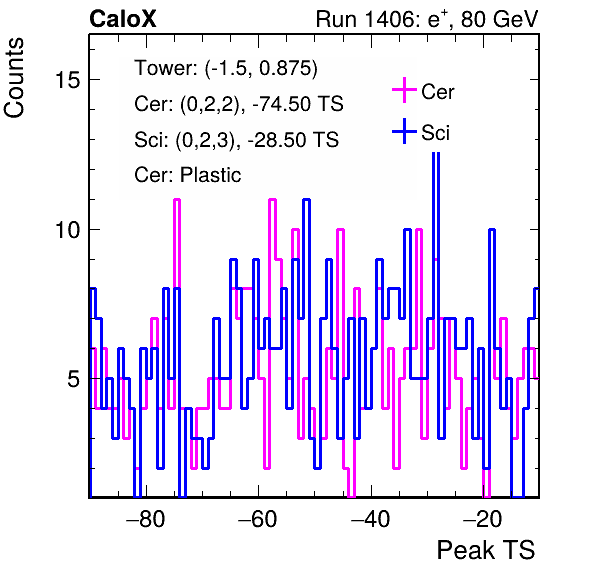 CaloX Run 1406: e⁺, 80 GeV
Counts
15
10
5
Tower: (-1.5, 0.875)
Cer: (0,2,2), -74.50 TS
Sci: (0,2,3), -28.50 TS
Cer: Plastic
Cer
Sci
−80 −60 −40 −20
Peak TS